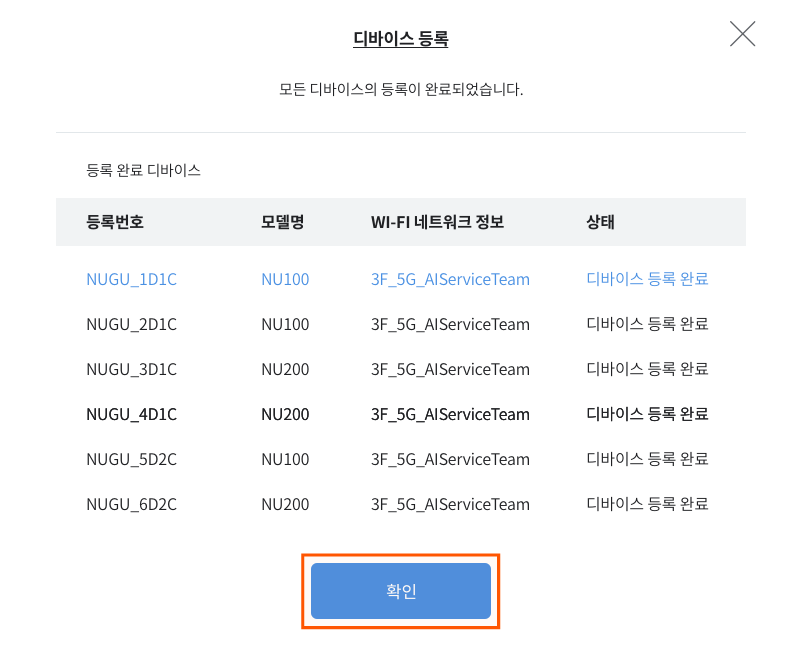 디바이스 등록
모든 디바이스의 등록이 완료되었습니다.
등록 완료 디바이스
등록번호 모델명 WI-FI 네트워크 정보 상태
NUGU_1D1C NU100 3F_5G_AIServiceTeam 디바이스 등록 완료
NUGU_2D1C NU100 3F_5G_AIServiceTeam 디바이스 등록 완료
NUGU_3D1C NU200 3F_5G_AIServiceTeam 디바이스 등록 완료
NUGU_4D1C NU200 3F_5G_AIServiceTeam 디바이스 등록 완료
NUGU_5D2C NU100 3F_5G_AIServiceTeam 디바이스 등록 완료
NUGU_6D2C NU200 3F_5G_AIServiceTeam 디바이스 등록 완료
확인